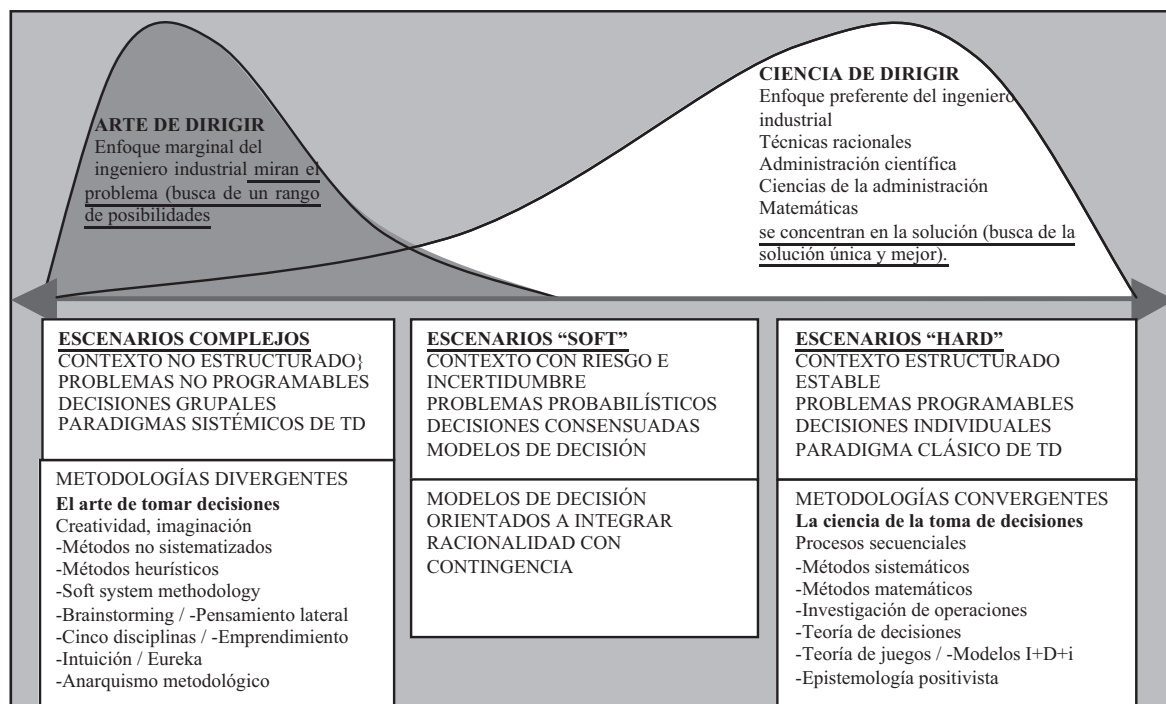 ARTE DE DIRIGIR
Enfoque marginal del
ingeniero industrial miran el
problema (busca de un rango
de posibilidades
CIENCIA DE DIRIGIR
Enfoque preferente del ingeniero
industrial
Técnicas racionales
Administración científica
Ciencias de la administración
Matemáticas
se concentran en la solución (busca de la
solución única y mejor).
ESCENARIOS COMPLEJOS
CONTEXTO NO ESTRUCTURADO}
PROBLEMAS NO PROGRAMABLES
DECISIONES GRUPALES
PARADIGMAS SISTÉMICOS DE TD
METODOLOGÍAS DIVERGENTES
El arte de tomar decisiones
Creatividad, imaginación
-Métodos no sistematizados
-Métodos heurísticos
-Soft system methodology
-Brainstorming / -Pensamiento lateral
-Cinco disciplinas / -Emprendimiento
-Intuición / Eureka
-Anarquismo metodológico
ESCENARIOS “SOFT”
CONTEXTO CON RIESGO E
INCERTIDUMBRE
PROBLEMAS PROBABILÍSTICOS
DECISIONES CONSENSUADAS
MODELOS DE DECISIÓN
MODELOS DE DECISIÓN
ORIENTADOS A INTEGRAR
RACIONALIDAD CON
CONTINGENCIA
ESCENARIOS “HARD”
CONTEXTO ESTRUCTURADO
ESTABLE
PROBLEMAS PROGRAMABLES
DECISIONES INDIVIDUALES
PARADIGMA CLÁSICO DE TD
METODOLOGÍAS CONVERGENTES
La ciencia de la toma de decisiones
Procesos secuenciales
-Métodos sistemáticos
-Métodos matemáticos
-Investigación de operaciones
-Teoría de decisiones
-Teoría de juegos / -Modelos I+D+i
-Epistemología positivista